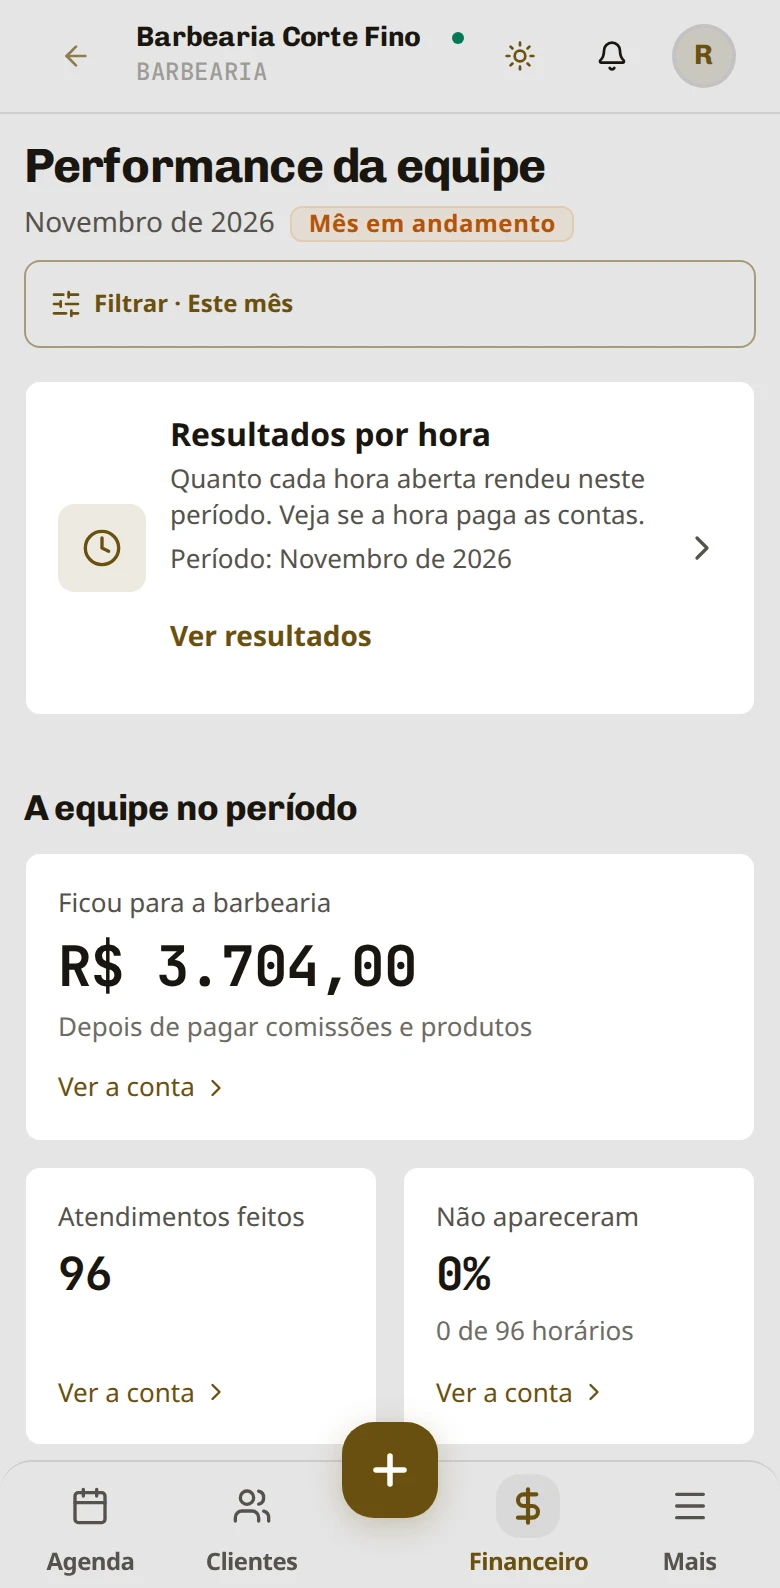 Barbearia Corte Fino
BARBEARIA
R
Performance da equipe
Novembro de 2026
Mês em andamento
Filtrar · Este mês
Resultados por hora
Quanto cada hora aberta rendeu neste
período. Veja se a hora paga as contas.
Período: Novembro de 2026
Ver resultados
A equipe no período
Ficou para a barbearia
R$ 3.704,00
Depois de pagar comissões e produtos
Ver a conta
Atendimentos feitos
96
Ver a conta
Não apareceram
0%
0 de 96 horários
Ver a conta
Agenda
Clientes
Financeiro
Mais